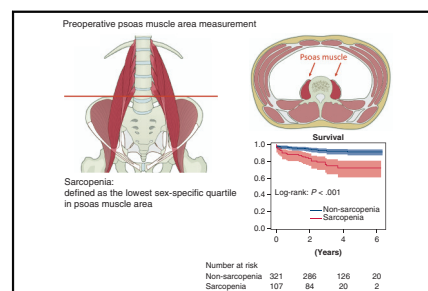 Preoperative psoas muscle area measurement
Psoas muscle
Sarcopenia:
defined as the lowest sex-specific quartile
in psoas muscle area
Survival
1.0
0.8
0.6
0.4
0.2
0.0
Log-rank: P < .001
Non-sarcopenia
Sarcopenia
0 2 4 6
(Years)
Number at risk
Non-sarcopenia 321 286 126 20
Sarcopenia 107 84 20 2